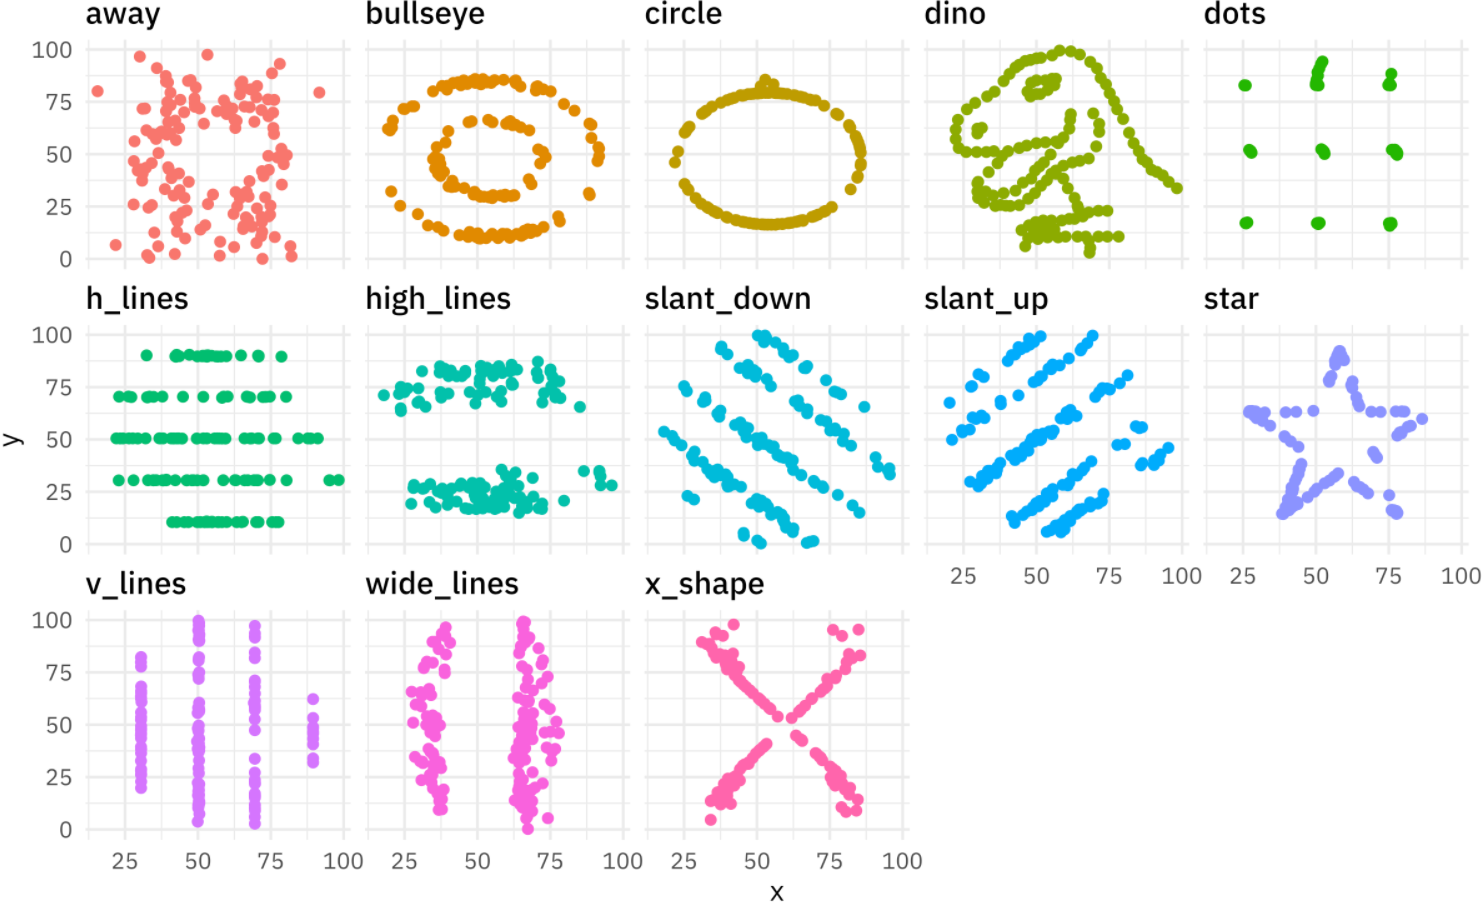 away bullseye circle dino dots
100
75
50
25
0
h_lines high_lines slant_down slant_up star
100
75
50
25
0
25 50 75 100 25 50 75 100
v_lines wide_lines x_shape
100
75
50
25
0
25 50 75 100 25 50 75 100 25 50 75 100
x
y